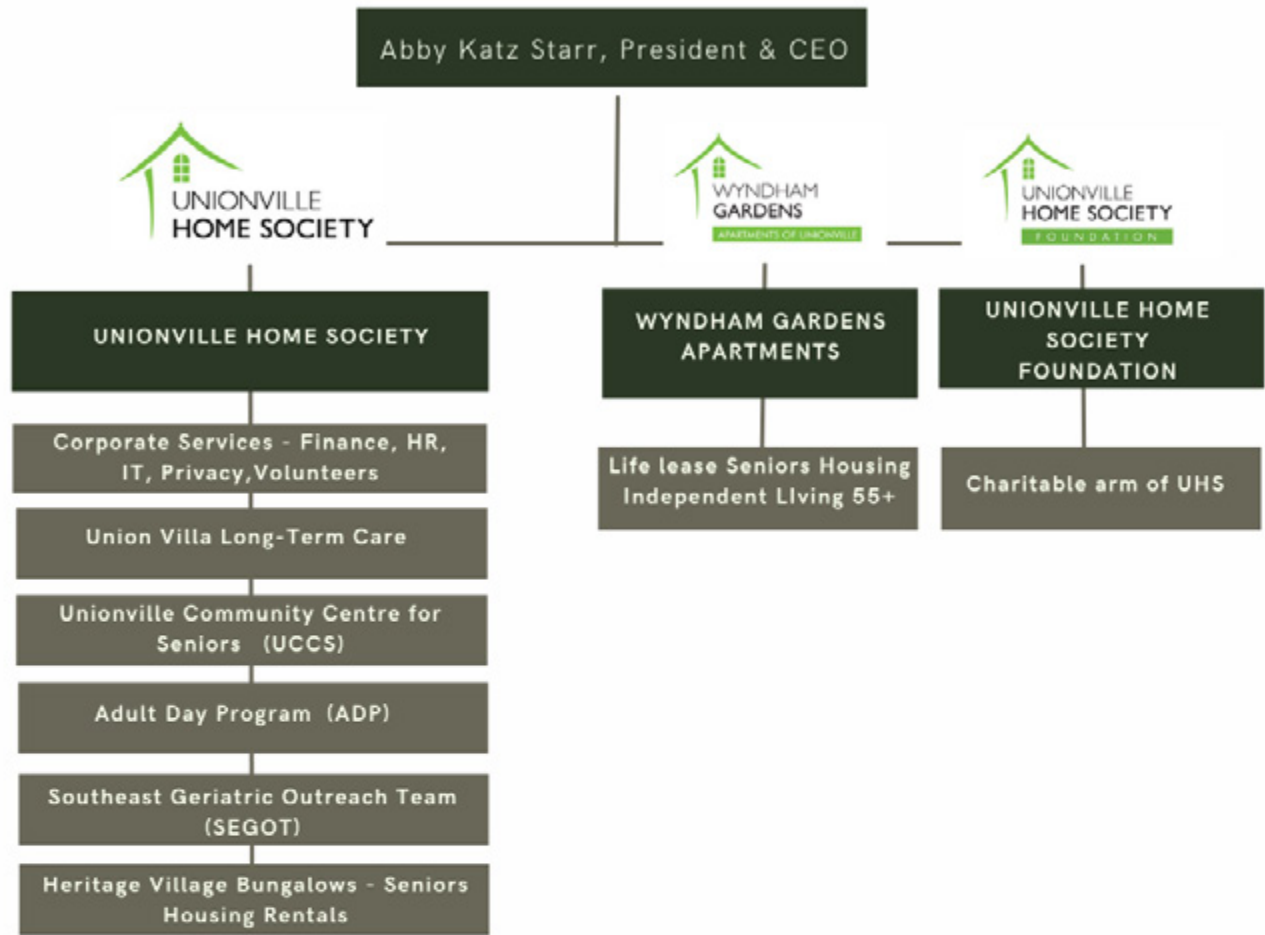 Abby Katz Starr, President & CEO
UNIONVILLE
HOME SOCIETY
WYNDHAM
GARDENS
APARTMENTS OF UNIONVILLE
UNIONVILLE
HOME SOCIETY
FOUNDATION
UNIONVILLE HOME SOCIETY
Corporate Services - Finance, HR,
IT, Privacy,Volunteers
Union Villa Long-Term Care
Unionville Community Centre for
Seniors (UCCS)
Adult Day Program (ADP)
Southeast Geriatric Outreach Team
(SEGOT)
Heritage Village Bungalows - Seniors
Housing Rentals
WYNDHAM GARDENS
APARTMENTS
Life lease Seniors Housing
Independent LIving 55+
UNIONVILLE HOME
SOCIETY
FOUNDATION
Charitable arm of UHS